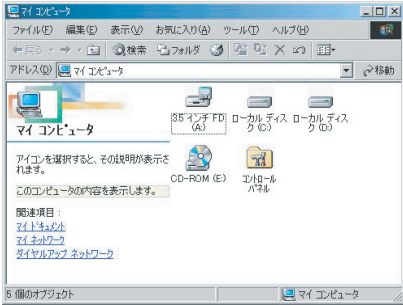 マイ コンピュータ
ファイル(F) 編集(E) 表示(V) お気に入り(A) ツール(T) ヘルプ(H)
戻る 検索 フォルダ
アドレス(D) マイ コンピュータ 移動
マイ コンピュータ
アイコンを選択すると、その説明が表示さ
れます。
このコンピュータの内容を表示します。
関連項目：
マイ ドキュメント
マイ ネットワーク
ダイヤルアップ ネットワーク
3.5 インチ FD
(A:)
ローカル ディス
ク (C:)
ローカル ディス
ク (D:)
CD-ROM (E:)
コントロール
パネル
5 個のオブジェクト マイ コンピュータ